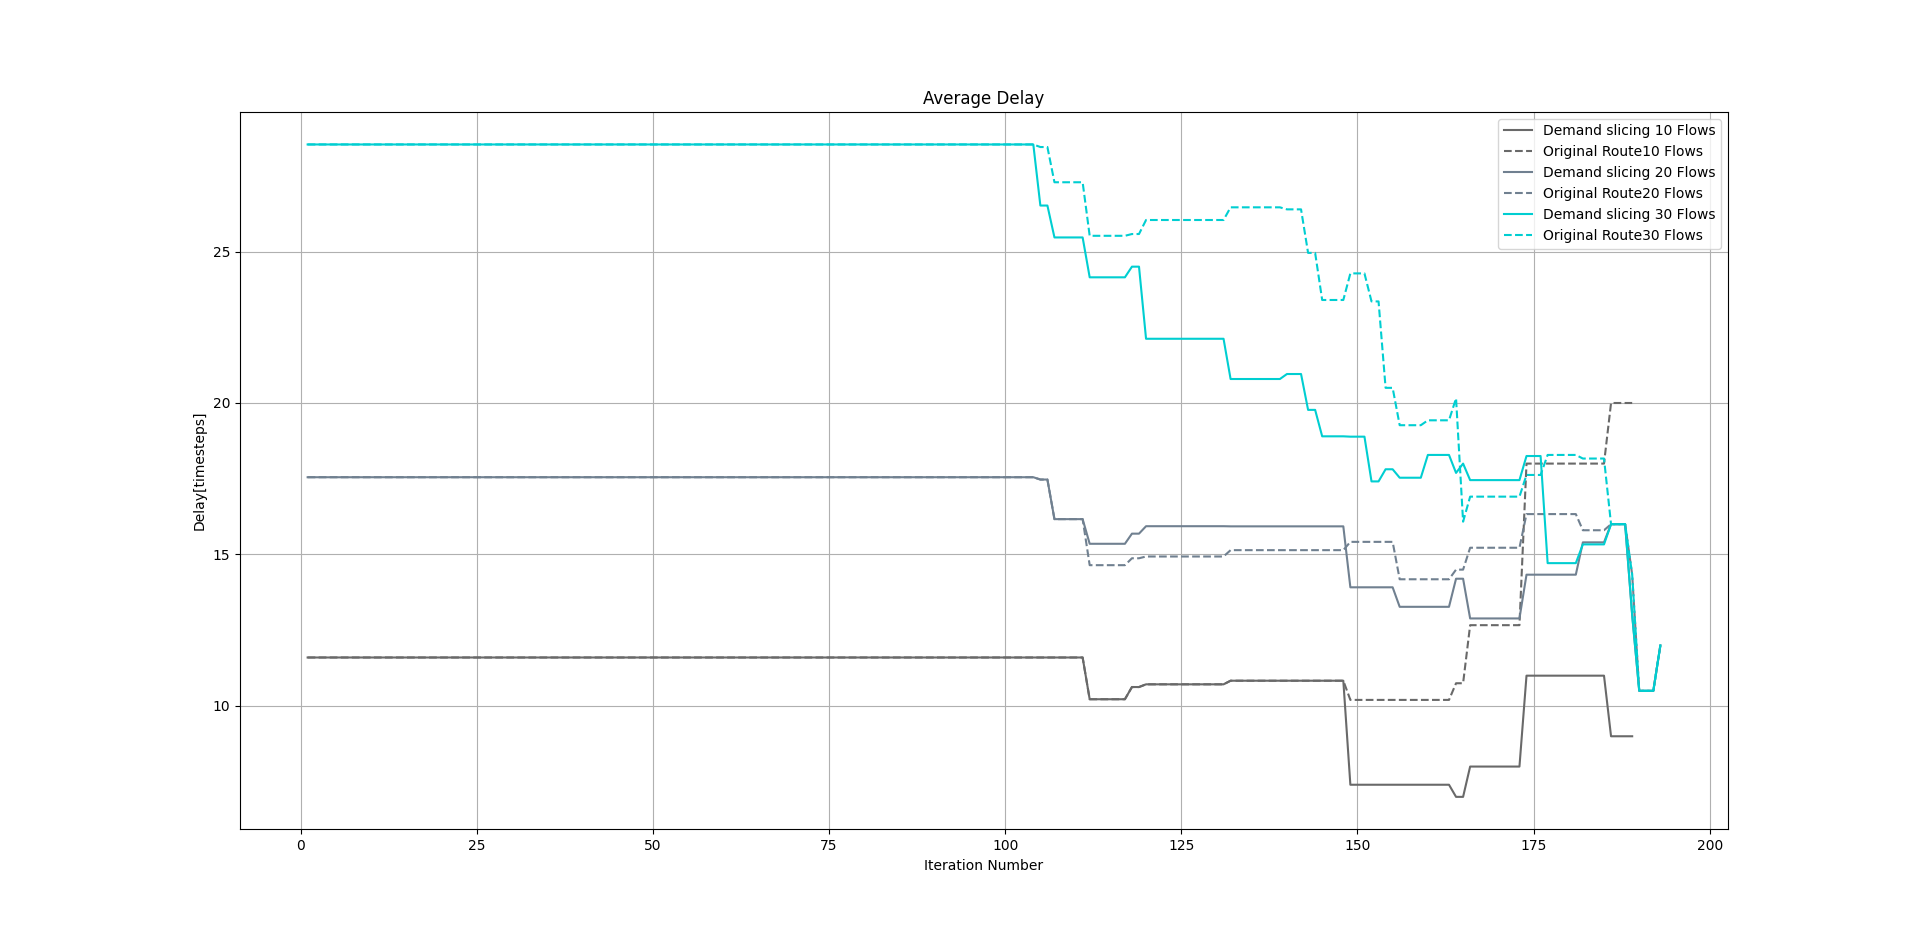 Average Delay
Demand slicing 10 Flows
Original Route10 Flows
Demand slicing 20 Flows
Original Route20 Flows
Demand slicing 30 Flows
Original Route30 Flows
25
20
15
10
Delay[timesteps]
0 25 50 75 100 125 150 175 200
Iteration Number